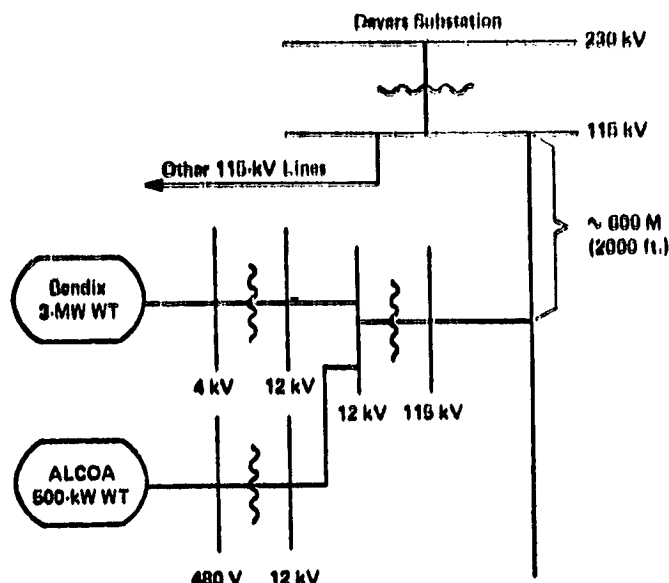 Devers Substation
230 kV
115 kV
Other 115-kV Lines
~ 600 M
(2000 ft.)
Bendix
3-MW WT
4 kV
12 kV
12 kV
115 kV
ALCOA
500-kW WT
480 V
12 kV